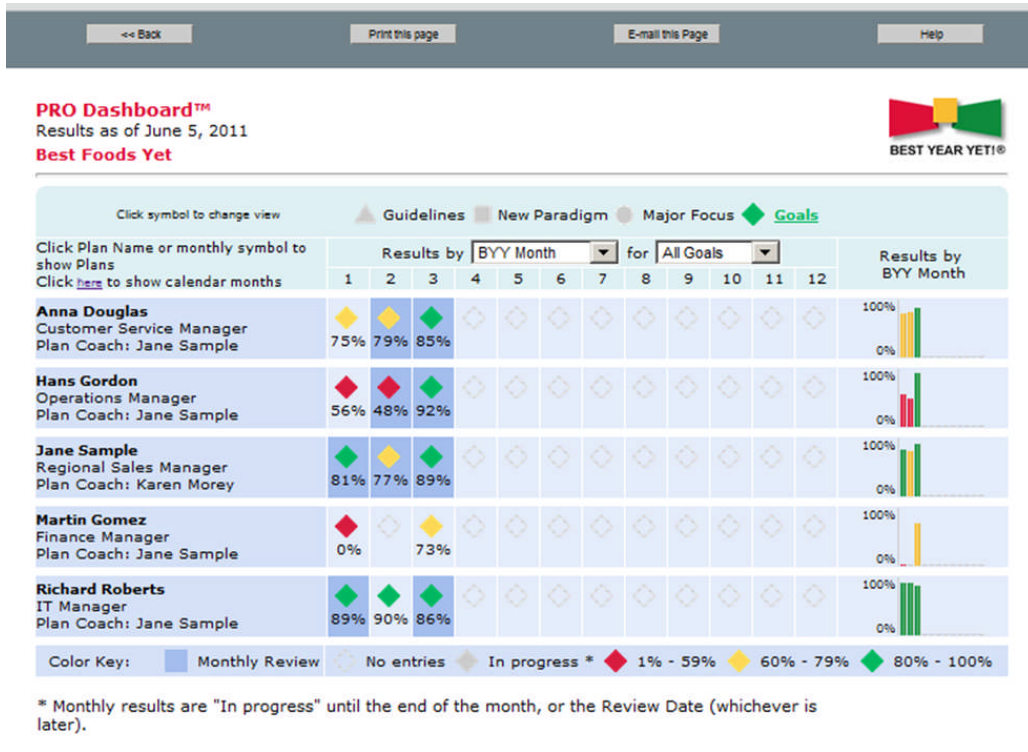 << Back Print this page E-mail this Page Help
PRO Dashboard™
Results as of June 5, 2011
Best Foods Yet
BEST YEAR YET!®
Click symbol to change view Guidelines New Paradigm Major Focus Goals
Click Plan Name or monthly symbol to show Plans
Click here to show calendar months
Results by BYY Month for All Goals
1 2 3 4 5 6 7 8 9 10 11 12
Results by
BYY Month
Anna Douglas
Customer Service Manager
Plan Coach: Jane Sample
75% 79% 85%
100%
0%
Hans Gordon
Operations Manager
Plan Coach: Jane Sample
56% 48% 92%
100%
0%
Jane Sample
Regional Sales Manager
Plan Coach: Karen Morey
81% 77% 89%
100%
0%
Martin Gomez
Finance Manager
Plan Coach: Jane Sample
0% 73%
100%
0%
Richard Roberts
IT Manager
Plan Coach: Jane Sample
89% 90% 86%
100%
0%
Color Key: Monthly Review No entries In progress * 1% - 59% 60% - 79% 80% - 100%
* Monthly results are "In progress" until the end of the month, or the Review Date (whichever is
later).